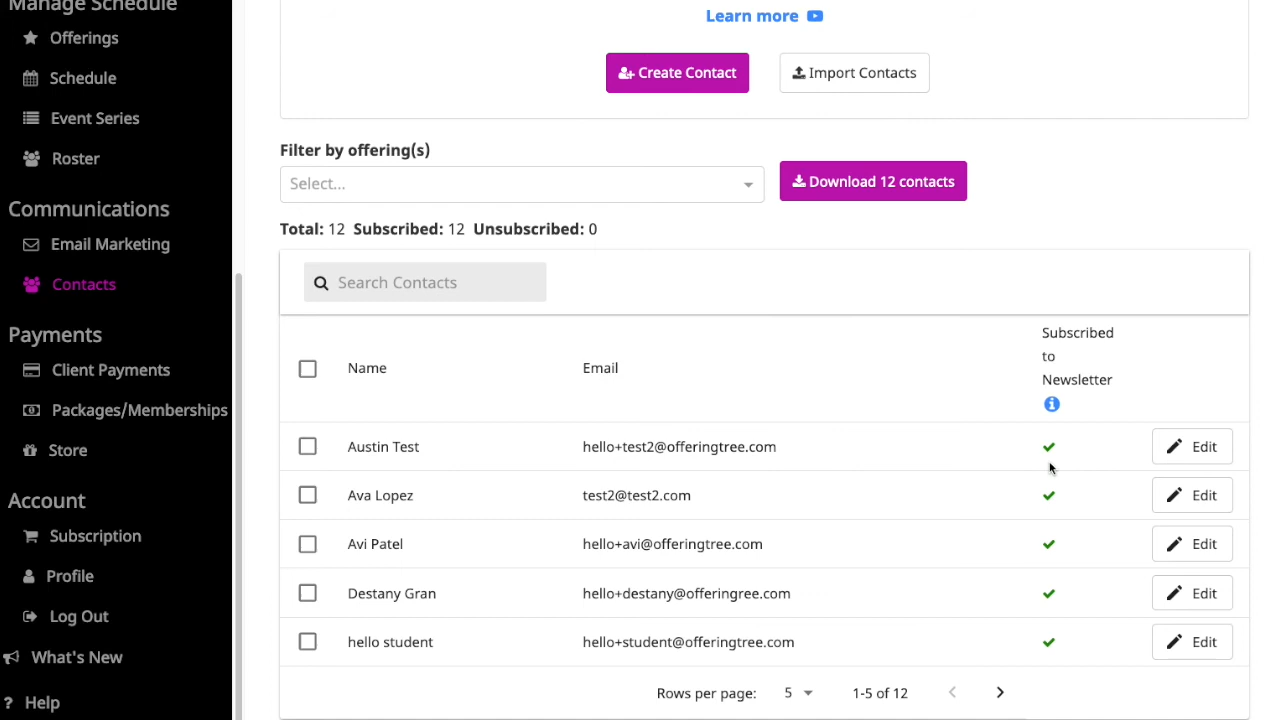 Manage Schedule
Offerings
Schedule
Event Series
Roster
Communications
Email Marketing
Contacts
Payments
Client Payments
Packages/Memberships
Store
Account
Subscription
Profile
Log Out
What's New
? Help
Learn more
Create Contact
Import Contacts
Filter by offering(s)
Select...
Download 12 contacts
Total: 12 Subscribed: 12 Unsubscribed: 0
Search Contacts
Name Email Subscribed
to
Newsletter
Austin Test hello+test2@offeringtree.com Edit
Ava Lopez test2@test2.com Edit
Avi Patel hello+avi@offeringtree.com Edit
Destany Gran hello+destany@offeringree.com Edit
hello student hello+student@offeringtree.com Edit
Rows per page: 5 1-5 of 12